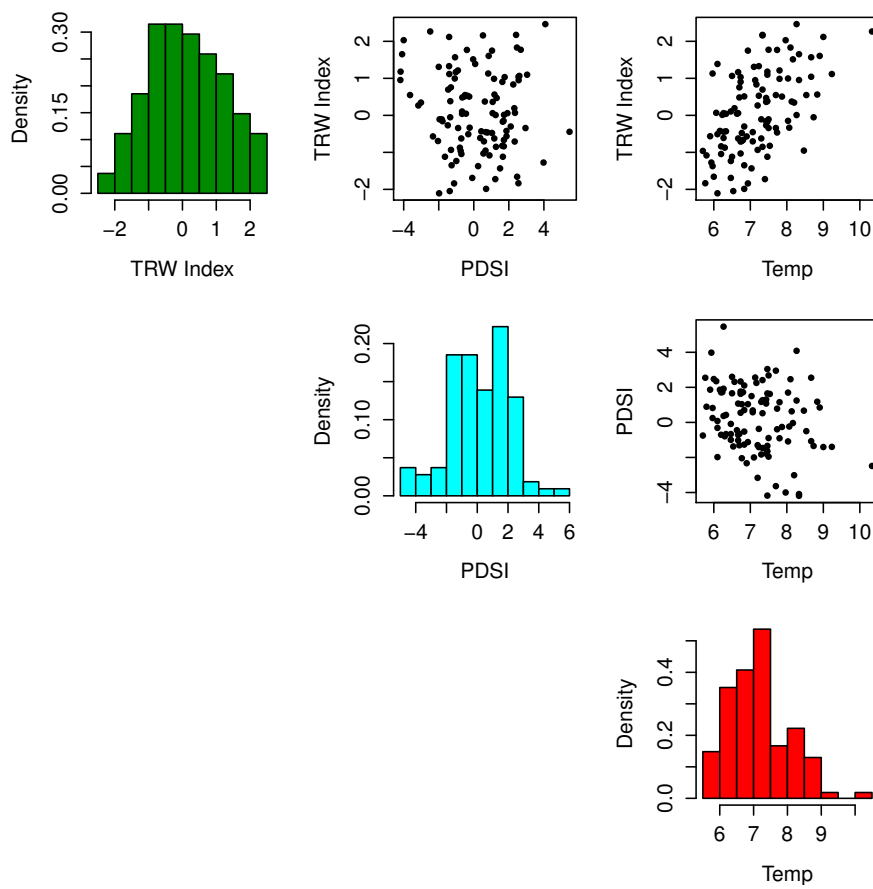 Density
0.00 0.15 0.30
−2 0 1 2
TRW Index
TRW Index
−2 0 1 2
−4 0 2 4
PDSI
TRW Index
−2 0 1 2
6 7 8 9 10
Temp
Density
0.00 0.10 0.20
−4 0 2 4 6
PDSI
PDSI
−4 0 2 4
6 7 8 9 10
Temp
Density
0.0 0.2 0.4
6 7 8 9
Temp